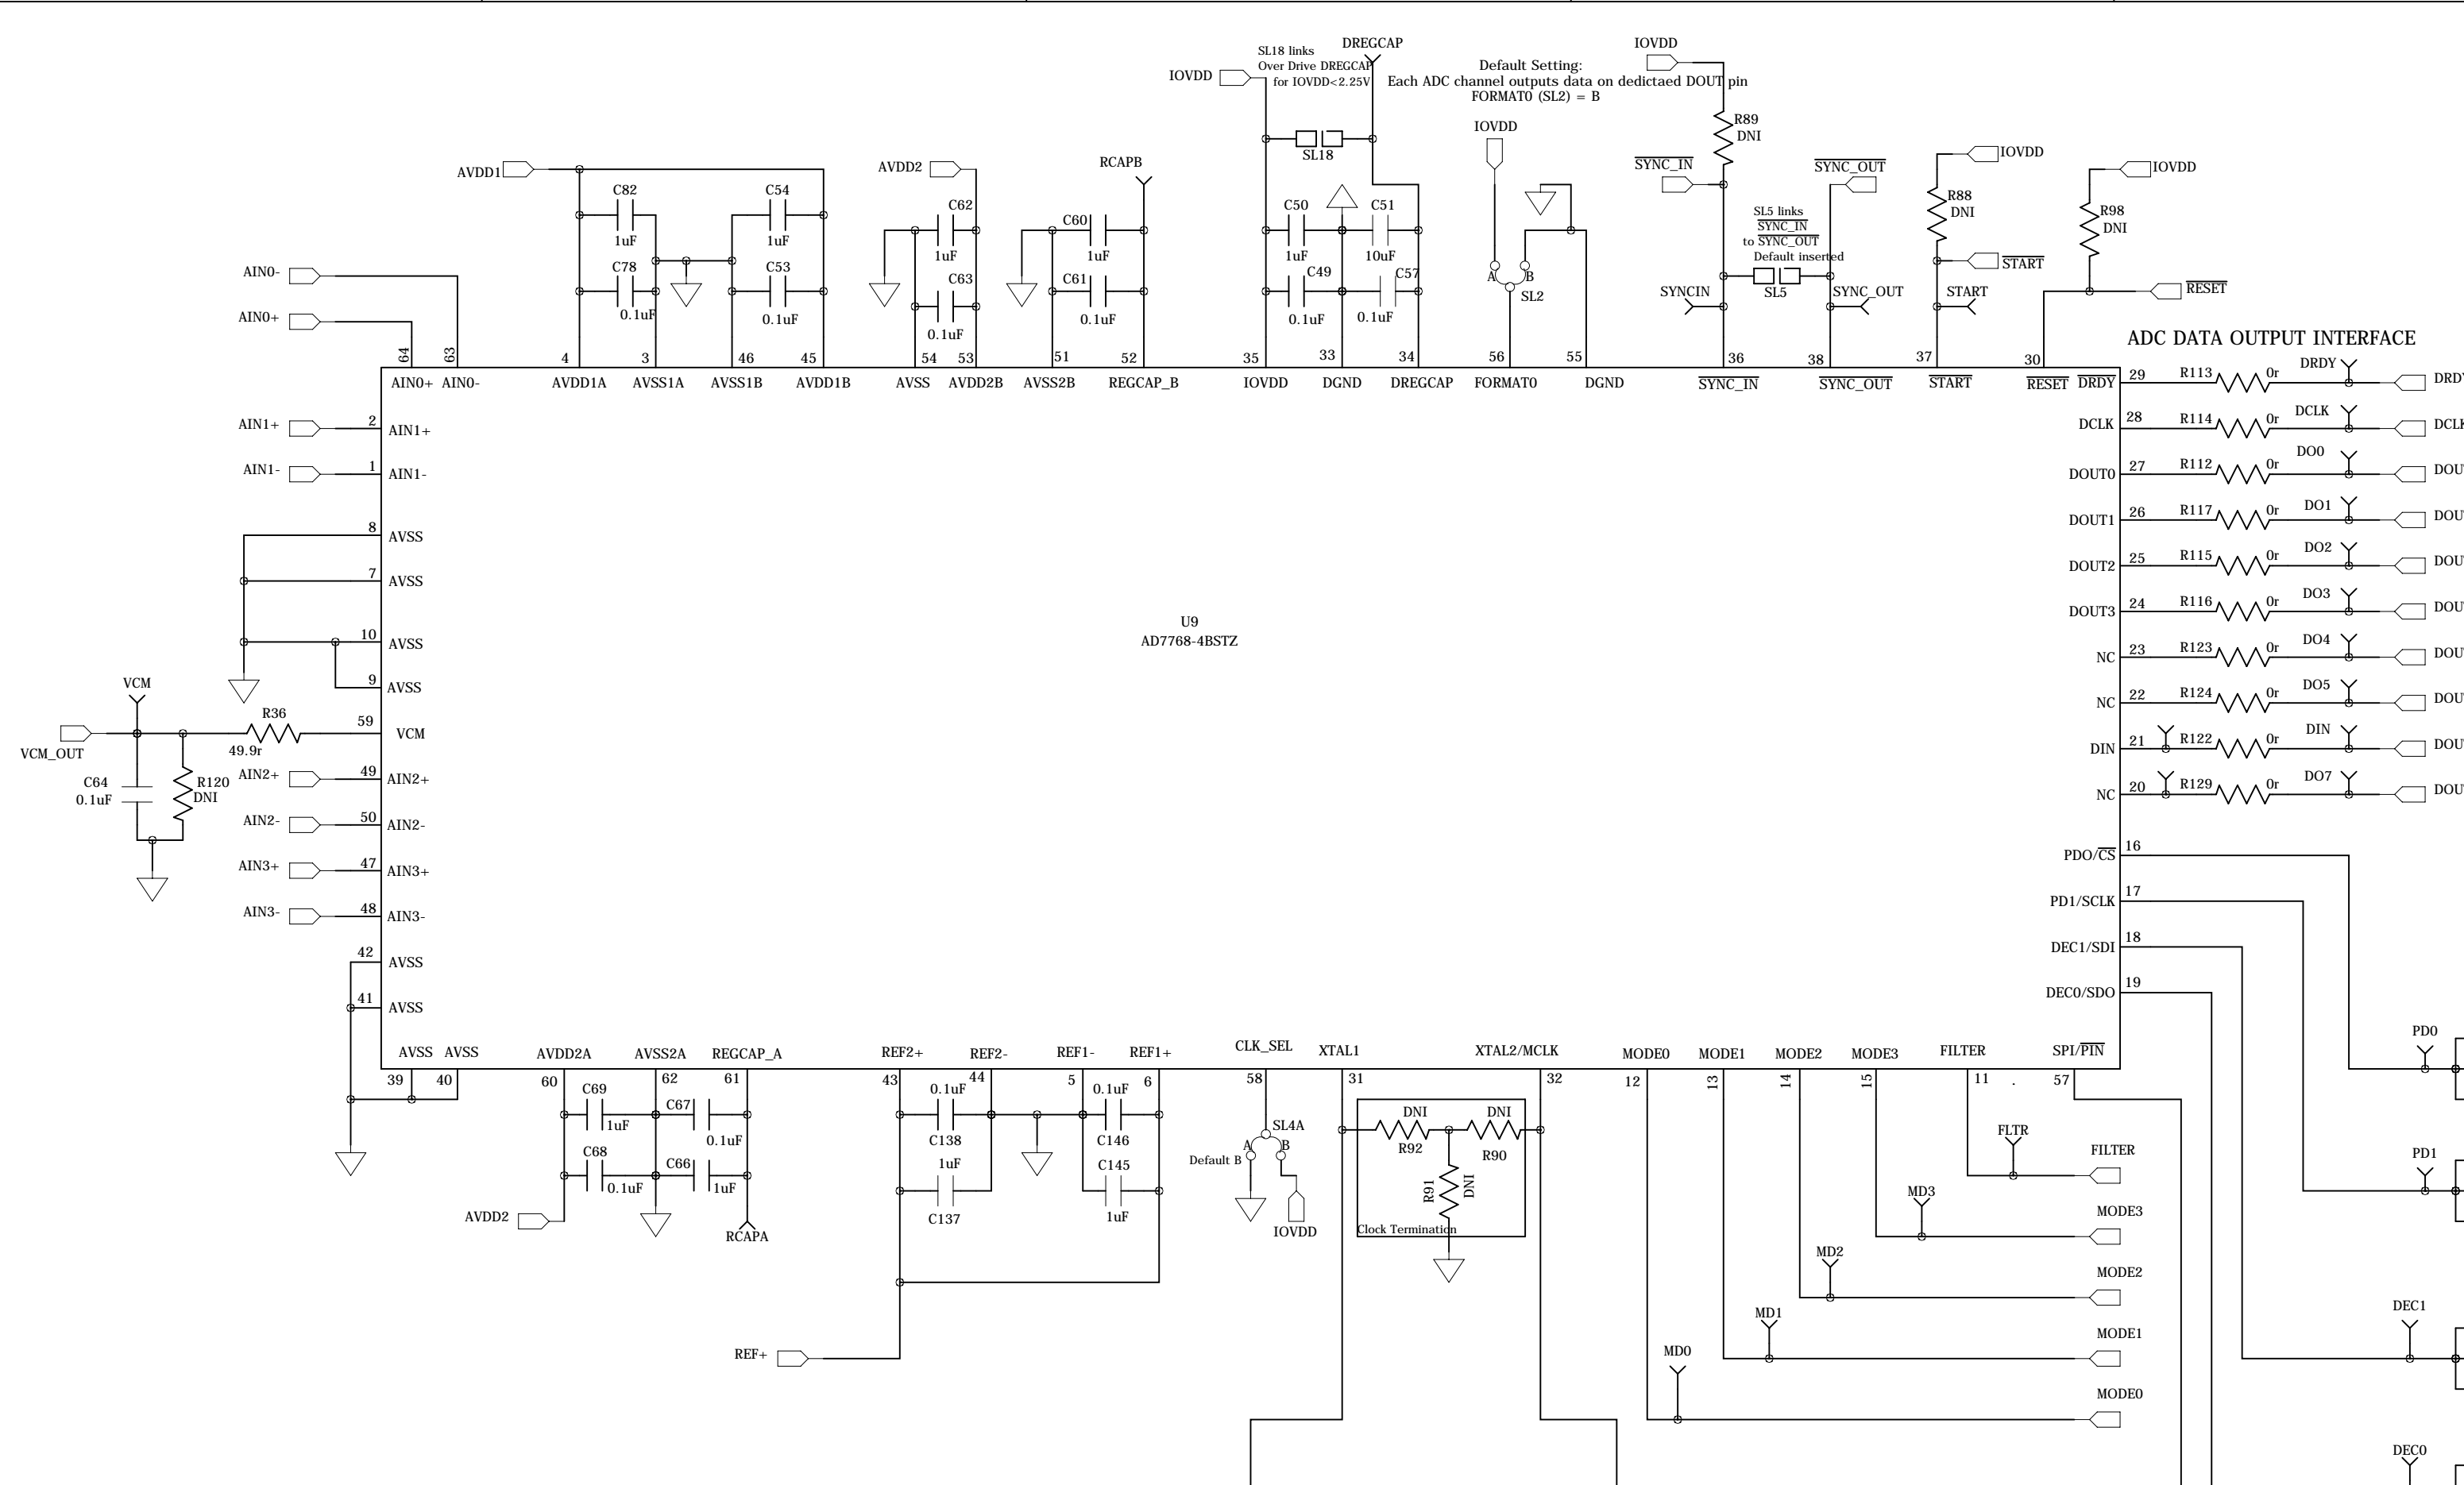 SL18 links
Over Drive DREGCAP
for IOVDD<2.25V
DREGCAP
IOVDD
Default Setting:
Each ADC channel outputs data on dedictaed DOUT pin
FORMAT0 (SL2) = B
IOVDD
IOVDD
SL18
R89
DNI
AVDD1
AVDD2
RCAPB
SYNC_IN
SYNC_OUT
IOVDD
IOVDD
C82
1uF
C54
1uF
C62
1uF
C60
1uF
C50
1uF
C51
10uF
SL5 links
SYNC_IN
to SYNC_OUT
Default inserted
R88
DNI
R98
DNI
AIN0-
AIN0+
C78
0.1uF
C53
0.1uF
C63
0.1uF
C61
0.1uF
C49
0.1uF
C57
0.1uF
A
B
SL2
SYNCIN
SL5
SYNC_OUT
START
START
RESET
ADC DATA OUTPUT INTERFACE
64
63
4
3
46
45
54
53
51
52
35
33
34
56
55
36
38
37
30
AIN0+
AIN0-
AVDD1A
AVSS1A
AVSS1B
AVDD1B
AVSS
AVDD2B
AVSS2B
REGCAP_B
IOVDD
DGND
DREGCAP
FORMAT0
DGND
SYNC_IN
SYNC_OUT
START
RESET
DRDY
29
R113
0r
DRDY
AIN1+
2
AIN1+
DCLK
28
R114
0r
DCLK
AIN1-
1
AIN1-
DOUT0
27
R112
0r
DO0
8
AVSS
DOUT1
26
R117
0r
DO1
7
AVSS
DOUT2
25
R115
0r
DO2
U9
AD7768-4BSTZ
DOUT3
24
R116
0r
DO3
10
AVSS
NC
23
R123
0r
DO4
9
AVSS
NC
22
R124
0r
DO5
VCM
VCM_OUT
R36
49.9r
59
VCM
DIN
21
R122
0r
DIN
C64
0.1uF
R120
DNI
AIN2+
49
AIN2+
NC
20
R129
0r
DO7
AIN2-
50
AIN2-
PDO/CS
16
AIN3+
47
AIN3+
PD1/SCLK
17
AIN3-
48
AIN3-
DEC1/SDI
18
42
AVSS
DEC0/SDO
19
41
AVSS
AVSS
AVSS
AVDD2A
AVSS2A
REGCAP_A
REF2+
REF2-
REF1-
REF1+
CLK_SEL
XTAL1
XTAL2/MCLK
MODE0
MODE1
MODE2
MODE3
FILTER
SPI/PIN
39
40
60
62
61
43
44
5
6
58
31
32
12
13
14
15
11
.
57
PD0
C69
1uF
C67
0.1uF
0.1uF
C138
0.1uF
C146
SL4A
A
B
Default B
DNI
R92
DNI
R90
C68
0.1uF
C66
1uF
1uF
C137
C145
1uF
R91
DNI
Clock Termination
IOVDD
AVDD2
RCAPA
FLTR
FILTER
PD1
MD3
MODE3
MD2
MODE2
MD1
MODE1
DEC1
REF+
MD0
MODE0
DEC0